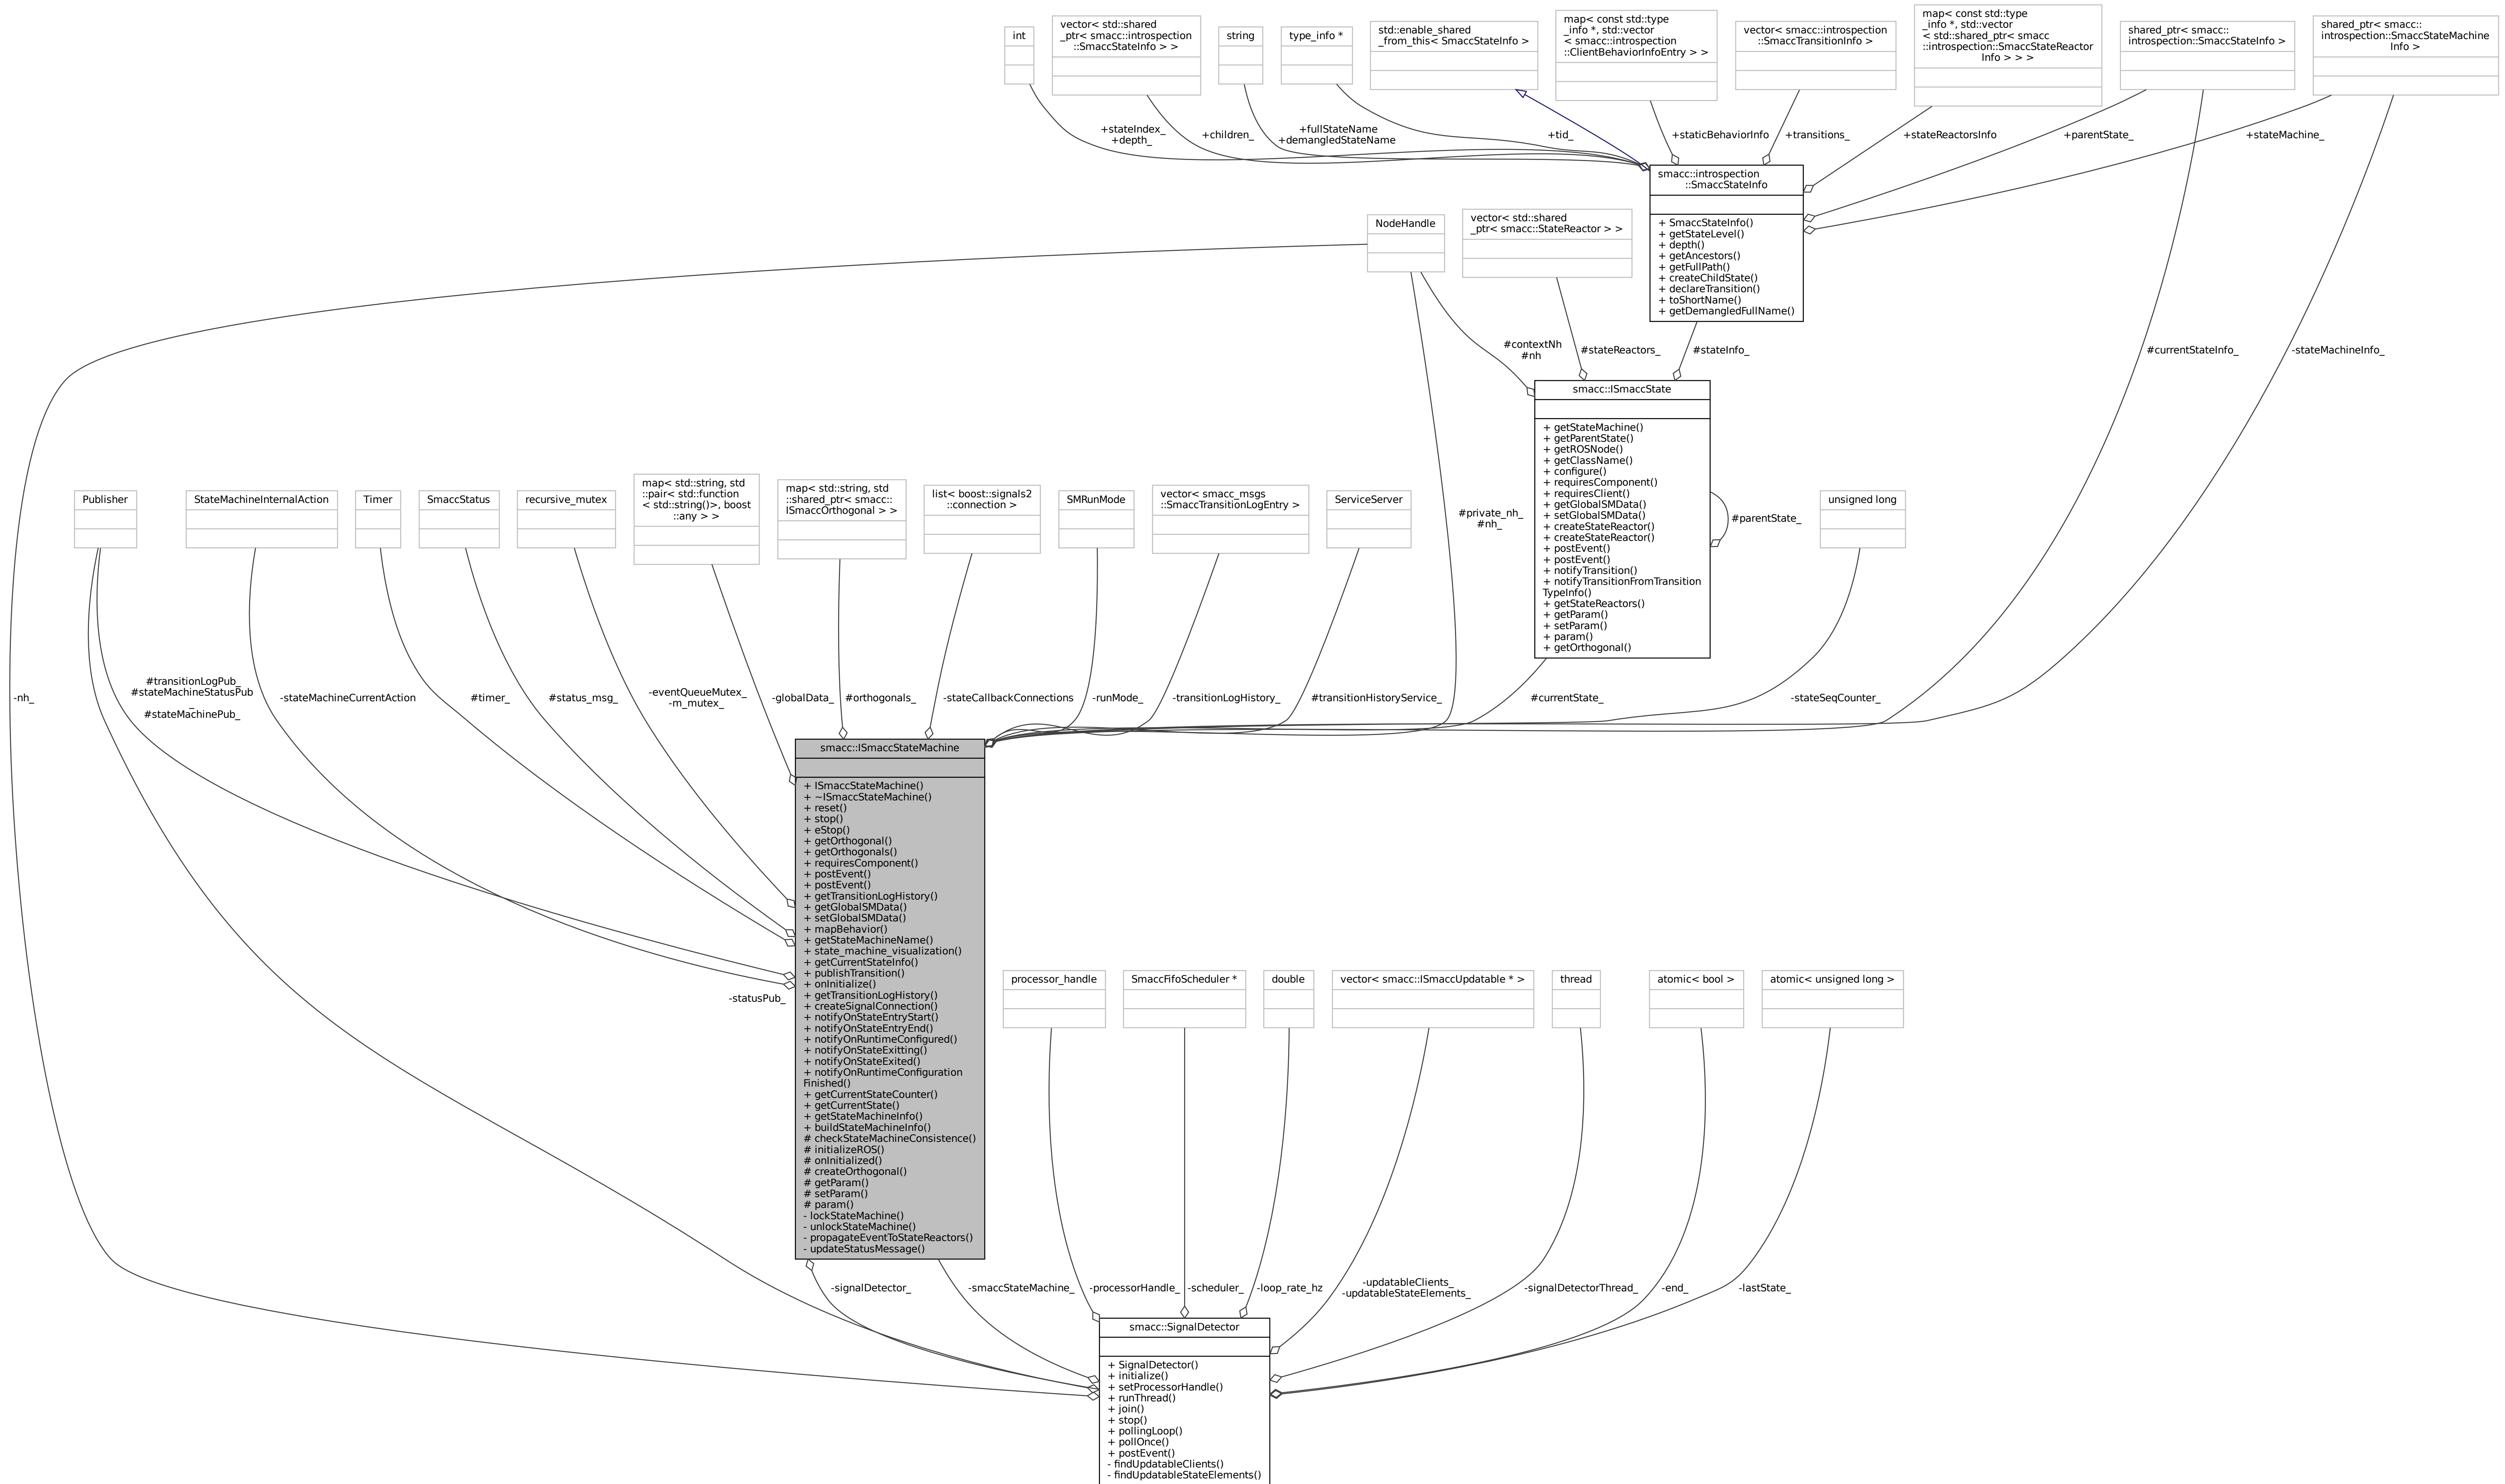 int
vector< std::shared
_ptr< smacc::introspection
::SmaccStateInfo > >
string
type_info *
std::enable_shared
_from_this< SmaccStateInfo >
map< const std::type
_info *, std::vector
< smacc::introspection
::ClientBehaviorInfoEntry > >
vector< smacc::introspection
::SmaccTransitionInfo >
map< const std::type
_info *, std::vector
< std::shared_ptr< smacc
::introspection::SmaccStateReactor
Info > > >
shared_ptr< smacc::
introspection::SmaccStateInfo >
shared_ptr< smacc::
introspection::SmaccStateMachine
Info >
+stateIndex_
+depth_
+children_
+fullStateName
+demangledStateName
+tid_
+staticBehaviorInfo
+transitions_
+stateReactorsInfo
+parentState_
+stateMachine_
smacc::introspection
::SmaccStateInfo
+ SmaccStateInfo()
+ getStateLevel()
+ depth()
+ getAncestors()
+ getFullPath()
+ createChildState()
+ declareTransition()
+ toShortName()
+ getDemangledFullName()
NodeHandle
vector< std::shared
_ptr< smacc::StateReactor > >
#contextNh
#nh
#stateReactors_
#stateInfo_
#currentStateInfo_
-stateMachineInfo_
smacc::ISmaccState
+ getStateMachine()
+ getParentState()
+ getROSNode()
+ getClassName()
+ configure()
+ requiresComponent()
+ requiresClient()
+ getGlobalSMData()
+ setGlobalSMData()
+ createStateReactor()
+ createStateReactor()
+ postEvent()
+ postEvent()
+ notifyTransition()
+ notifyTransitionFromTransition
TypeInfo()
+ getStateReactors()
+ getParam()
+ setParam()
+ param()
+ getOrthogonal()
#parentState_
#private_nh_
#nh_
Publisher
StateMachineInternalAction
Timer
SmaccStatus
recursive_mutex
map< std::string, std
::pair< std::function
< std::string()>, boost
::any > >
map< std::string, std
::shared_ptr< smacc::
ISmaccOrthogonal > >
list< boost::signals2
::connection >
SMRunMode
vector< smacc_msgs
::SmaccTransitionLogEntry >
ServiceServer
unsigned long
-nh_
#transitionLogPub_
#stateMachineStatusPub
_
#stateMachinePub_
-stateMachineCurrentAction
#timer_
#status_msg_
-eventQueueMutex_
-m_mutex_
-globalData_
#orthogonals_
-stateCallbackConnections
-runMode_
-transitionLogHistory_
#transitionHistoryService_
#currentState_
-stateSeqCounter_
smacc::ISmaccStateMachine
+ ISmaccStateMachine()
+ ~ISmaccStateMachine()
+ reset()
+ stop()
+ eStop()
+ getOrthogonal()
+ getOrthogonals()
+ requiresComponent()
+ postEvent()
+ postEvent()
+ getTransitionLogHistory()
+ getGlobalSMData()
+ setGlobalSMData()
+ mapBehavior()
+ getStateMachineName()
+ state_machine_visualization()
+ getCurrentStateInfo()
+ publishTransition()
+ onInitialize()
+ getTransitionLogHistory()
+ createSignalConnection()
+ notifyOnStateEntryStart()
+ notifyOnStateEntryEnd()
+ notifyOnRuntimeConfigured()
+ notifyOnStateExitting()
+ notifyOnStateExited()
+ notifyOnRuntimeConfiguration
Finished()
+ getCurrentStateCounter()
+ getCurrentState()
+ getStateMachineInfo()
+ buildStateMachineInfo()
# checkStateMachineConsistence()
# initializeROS()
# onInitialized()
# createOrthogonal()
# getParam()
# setParam()
# param()
- lockStateMachine()
- unlockStateMachine()
- propagateEventToStateReactors()
- updateStatusMessage()
-statusPub_
processor_handle
SmaccFifoScheduler *
double
vector< smacc::ISmaccUpdatable * >
thread
atomic< bool >
atomic< unsigned long >
-signalDetector_
-smaccStateMachine_
-processorHandle_
-scheduler_
-loop_rate_hz
-updatableClients_
-updatableStateElements_
-signalDetectorThread_
-end_
-lastState_
smacc::SignalDetector
+ SignalDetector()
+ initialize()
+ setProcessorHandle()
+ runThread()
+ join()
+ stop()
+ pollingLoop()
+ pollOnce()
+ postEvent()
- findUpdatableClients()
- findUpdatableStateElements()